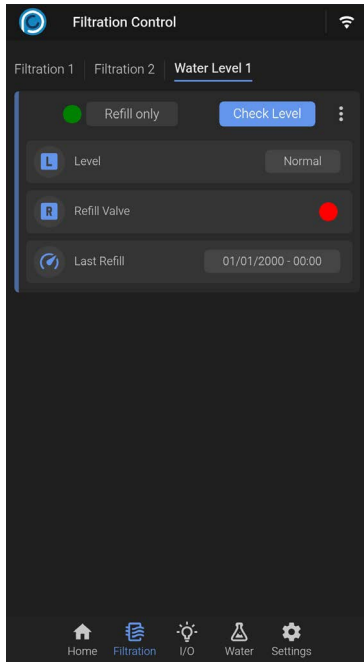 Filtration Control
Filtration 1 Filtration 2 Water Level 1
Refill only Check Level
L Level Normal
R Refill Valve
Last Refill 01/01/2000 - 00:00
Home Filtration I/O Water Settings